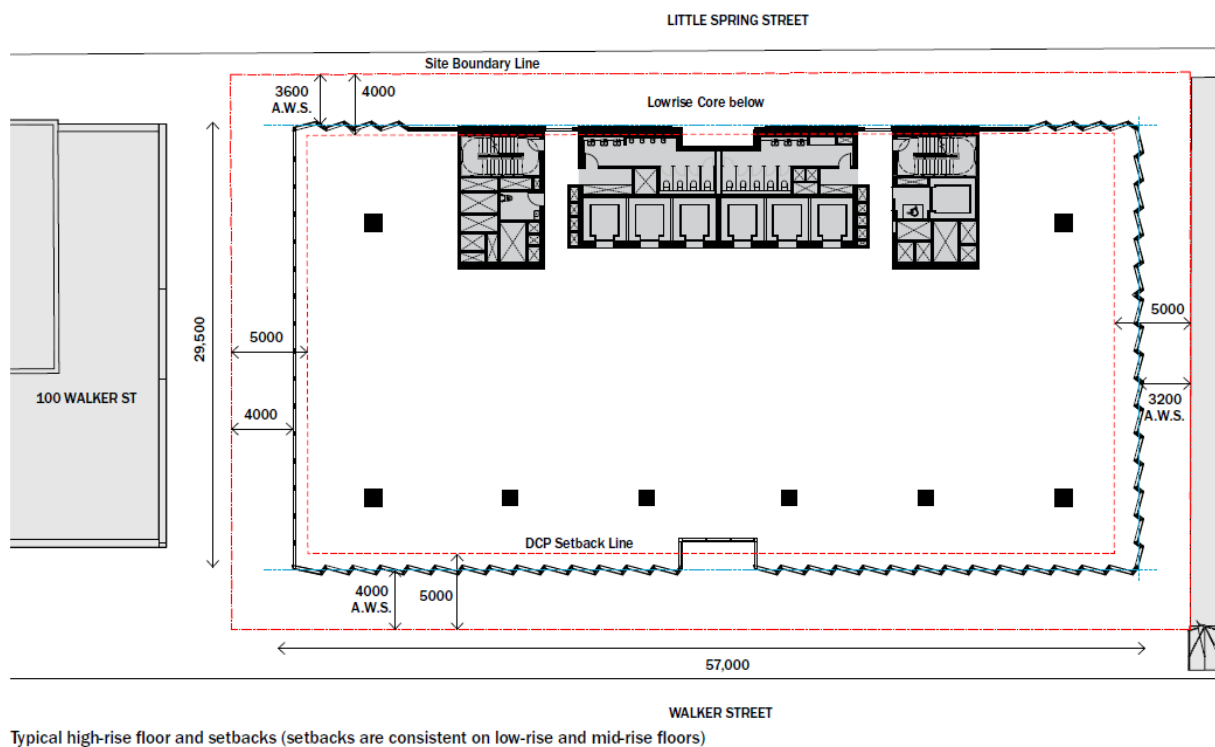 LITTLE SPRING STREET
Site Boundary Line
3600
A.W.S.
4000
Lowrise Core below
29,500
5000
5000
100 WALKER ST
4000
3200
A.W.S.
DCP Setback Line
4000
A.W.S.
5000
57,000
WALKER STREET
Typical high-rise floor and setbacks (setbacks are consistent on low-rise and mid-rise floors)